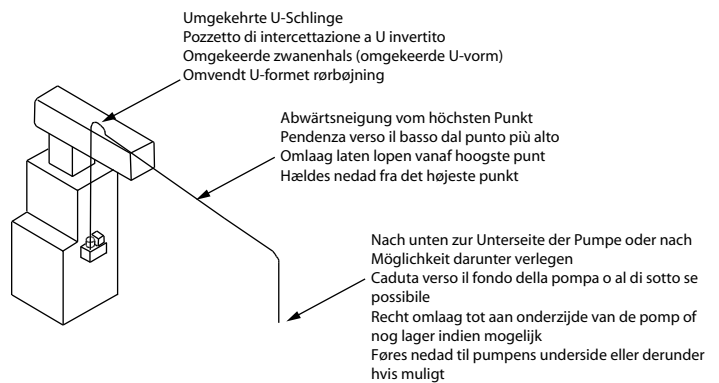 Umgekehrte U-Schlinge
Pozzetto di intercettazione a U invertito
Omgekeerde zwanenhals (omgekeerde U-vorm)
Omvendt U-formet rørbøjning
Abwärtsneigung vom höchsten Punkt
Pendenza verso il basso dal punto più alto
Omlaag laten lopen vanaf hoogste punt
Hældes nedad fra det højeste punkt
Nach unten zur Unterseite der Pumpe oder nach
Möglichkeit darunter verlegen
Caduta verso il fondo della pompa o al di sotto se
possibile
Recht omlaag tot aan onderzijde van de pomp of
nog lager indien mogelijk
Føres nedad til pumpens underside eller derunder
hvis muligt